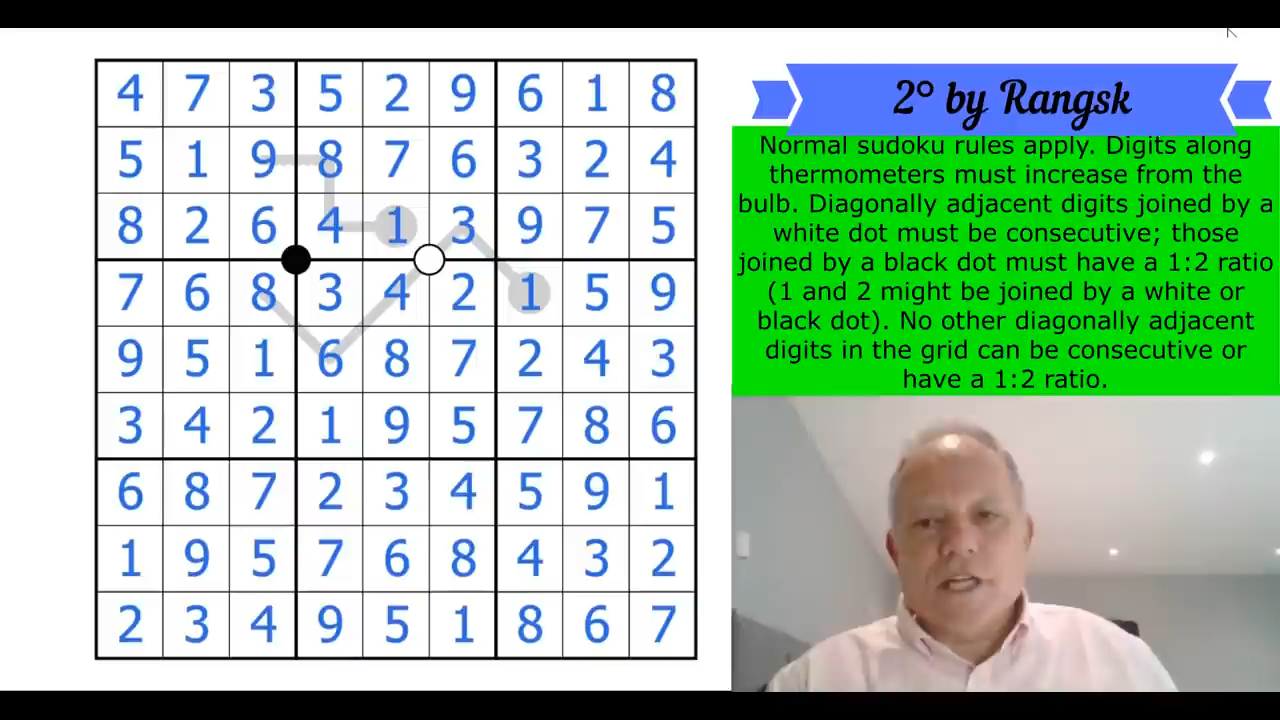 2° by Rangsk
Normal sudoku rules apply. Digits along
thermometers must increase from the
bulb. Diagonally adjacent digits joined by a
white dot must be consecutive; those
joined by a black dot must have a 1:2 ratio
(1 and 2 might be joined by a white or
black dot). No other diagonally adjacent
digits in the grid can be consecutive or
have a 1:2 ratio.
4 7 3 5 2 9 6 1 8
5 1 9 8 7 6 3 2 4
8 2 6 4 1 3 9 7 5
7 6 8 3 4 2 1 5 9
9 5 1 6 8 7 2 4 3
3 4 2 1 9 5 7 8 6
6 8 7 2 3 4 5 9 1
1 9 5 7 6 8 4 3 2
2 3 4 9 5 1 8 6 7